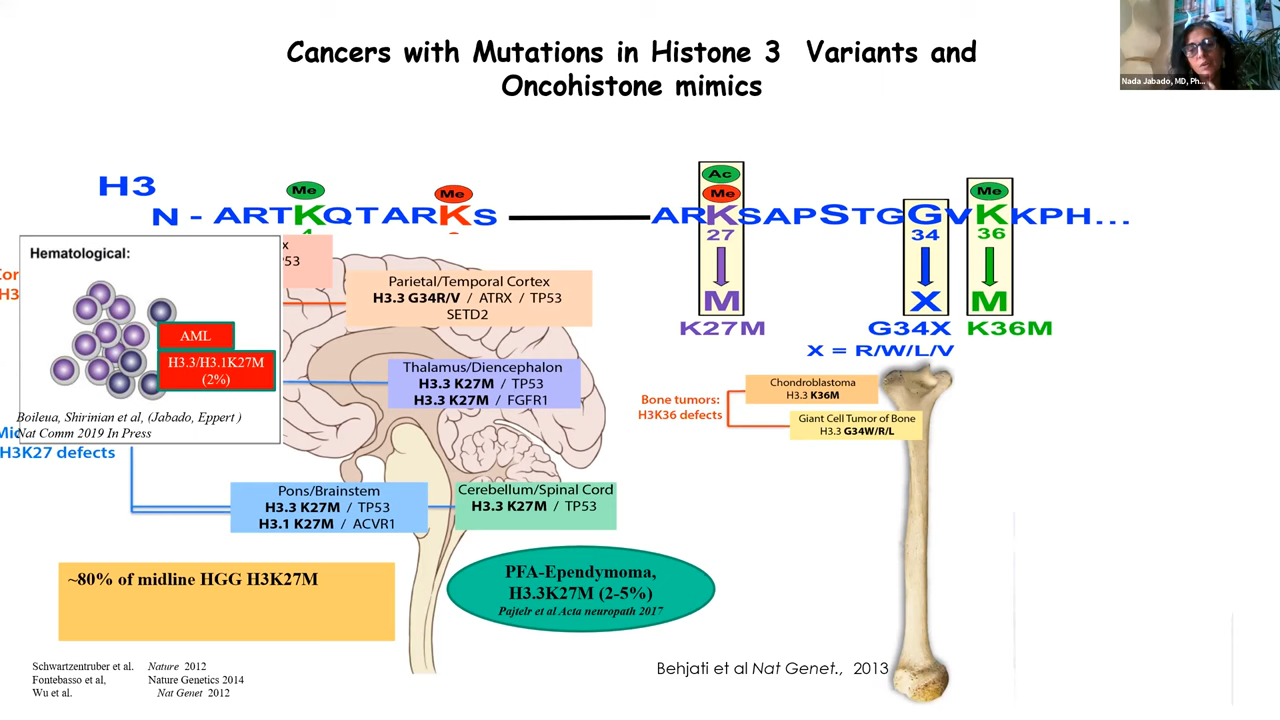 Cancers with Mutations in Histone 3 Variants and
Oncohistone mimics
Nada Jabado, MD, Ph...
H3
Me
Me
Ac
Me
Me
N - ARTKQTARKS
ARKSAPSTGGVKKPH...
27
34
36
M
X
M
K27M
G34X
K36M
X = R/W/L/V
Hematological:
AML
H3.3/H3.1K27M
(2%)
Boileua, Shirinian et al, (Jabado, Eppert )
Nat Comm 2019 In Press
H3K27 defects
Parietal/Temporal Cortex
H3.3 G34R/V / ATRX / TP53
SETD2
Thalamus/Diencephalon
H3.3 K27M / TP53
H3.3 K27M / FGFR1
Pons/Brainstem
H3.3 K27M / TP53
H3.1 K27M / ACVR1
Cerebellum/Spinal Cord
H3.3 K27M / TP53
Bone tumors:
H3K36 defects
Chondroblastoma
H3.3 K36M
Giant Cell Tumor of Bone
H3.3 G34W/R/L
~80% of midline HGG H3K27M
PFA-Ependymoma,
H3.3K27M (2-5%)
Pajtelr et al Acta neuropath 2017
Schwartzentruber et al. Nature 2012
Fontebasso et al, Nature Genetics 2014
Wu et al. Nat Genet 2012
Behjati et al Nat Genet., 2013